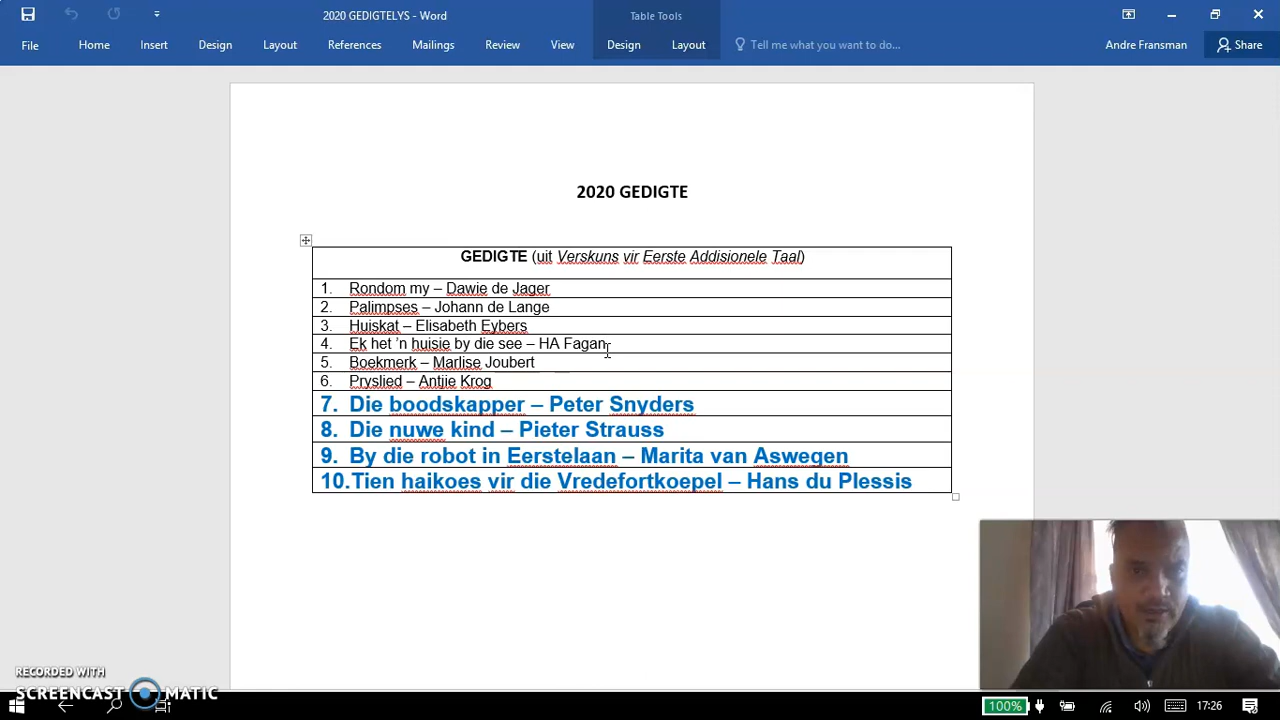 2020 GEDIGTELYS - Word
Table Tools
File Home Insert Design Layout References Mailings Review View Design Layout Tell me what you want to do... Andre Fransman Share
2020 GEDIGTE
GEDIGTE (uit Verskuns vir Eerste Addisionele Taal)
1. Rondom my – Dawie de Jager
2. Palimpses – Johann de Lange
3. Huiskat – Elisabeth Eybers
4. Ek het ’n huisie by die see – HA Fagan
5. Boekmerk – Marlise Joubert
6. Pryslied – Antjie Krog
7. Die boodskapper – Peter Snyders
8. Die nuwe kind – Pieter Strauss
9. By die robot in Eerstelaan – Marita van Aswegen
10. Tien haikoes vir die Vredefortkoepel – Hans du Plessis
RECORDED WITH
SCREENCAST MATIC
100% 17:26